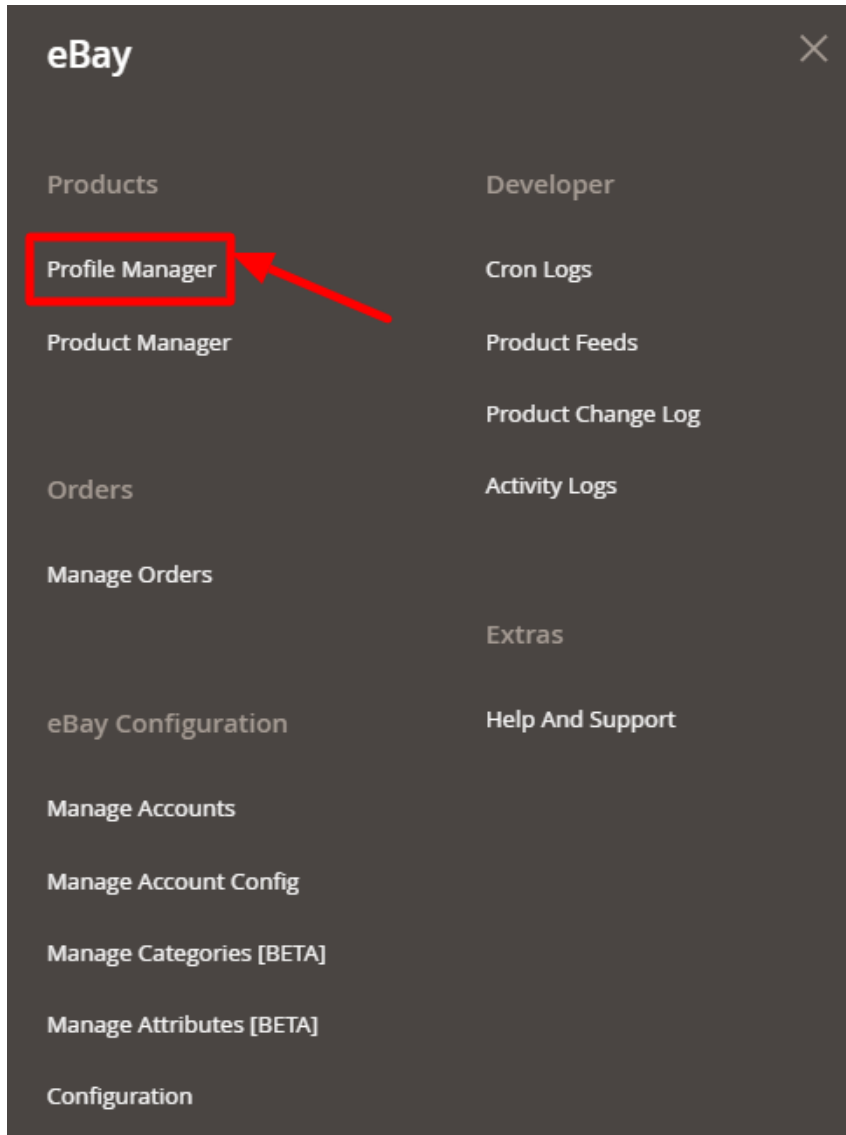 eBay
Products
Profile Manager
Product Manager
Orders
Manage Orders
eBay Configuration
Manage Accounts
Manage Account Config
Manage Categories [BETA]
Manage Attributes [BETA]
Configuration
Developer
Cron Logs
Product Feeds
Product Change Log
Activity Logs
Extras
Help And Support